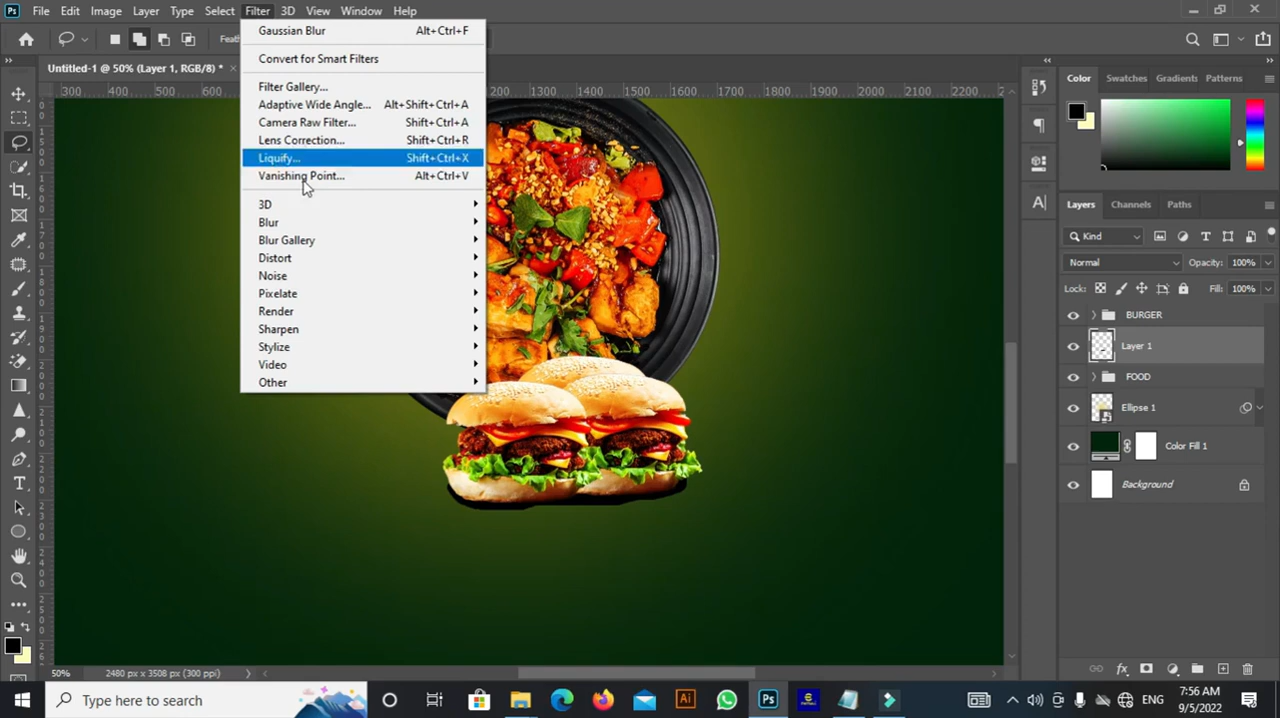 Ps File Edit Image Layer Type Select Filter 3D View Window Help
Gaussian Blur Alt+Ctrl+F
Convert for Smart Filters
Filter Gallery...
Adaptive Wide Angle... Alt+Shift+Ctrl+A
Camera Raw Filter... Shift+Ctrl+A
Lens Correction... Shift+Ctrl+R
Liquify... Shift+Ctrl+X
Vanishing Point... Alt+Ctrl+V
3D
Blur
Blur Gallery
Distort
Noise
Pixelate
Render
Sharpen
Stylize
Video
Other
Untitled-1 @ 50% (Layer 1, RGB/8) *
300 400 500 600 1200 1300 1400 1500 1600 1700 1800 1900 2000 2100 2200
Color Swatches Gradients Patterns
Layers Channels Paths
Kind
Normal Opacity: 100%
Lock: Fill: 100%
BURGER
Layer 1
FOOD
Ellipse 1
Color Fill 1
Background
fx
50% 2480 px x 3508 px (300 ppi)
Type here to search
Ai Ps
ENG
5:56 AM
9/5/2022